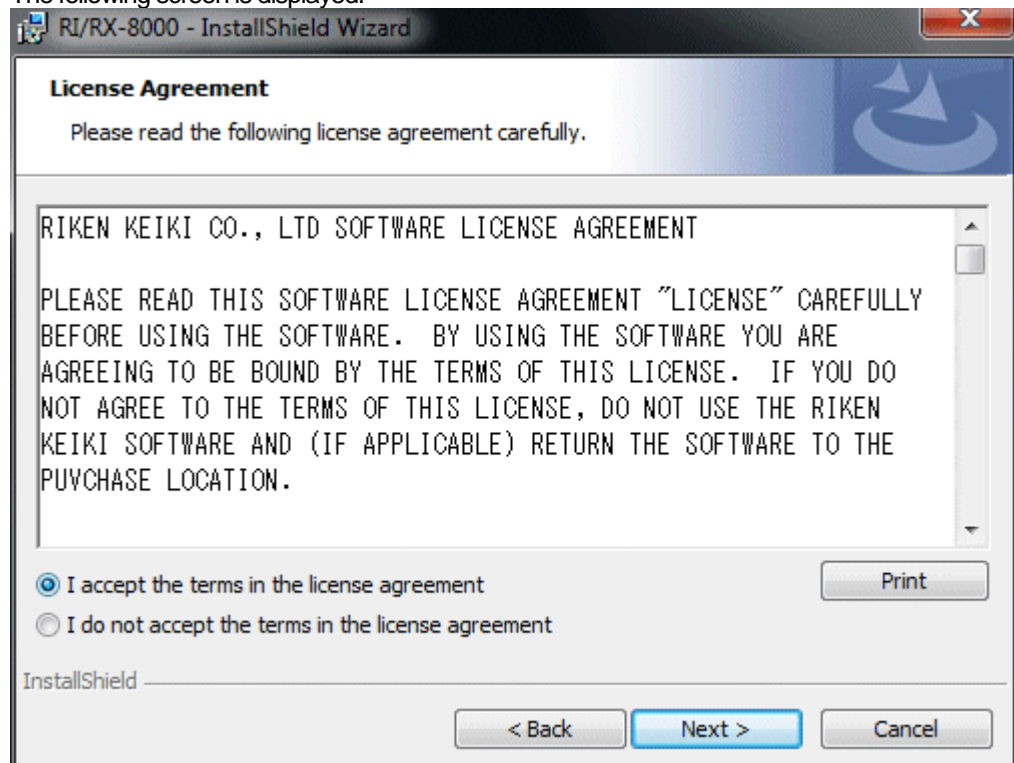 The following screen is displayed.
RI/RX-8000 - InstallShield Wizard
License Agreement
Please read the following license agreement carefully.
RIKEN KEIKI CO., LTD SOFTWARE LICENSE AGREEMENT
PLEASE READ THIS SOFTWARE LICENSE AGREEMENT ″LICENSE″ CAREFULLY
BEFORE USING THE SOFTWARE.  BY USING THE SOFTWARE YOU ARE
AGREEING TO BE BOUND BY THE TERMS OF THIS LICENSE.  IF YOU DO
NOT AGREE TO THE TERMS OF THIS LICENSE, DO NOT USE THE RIKEN
KEIKI SOFTWARE AND (IF APPLICABLE) RETURN THE SOFTWARE TO THE
PUVCHASE LOCATION.
I accept the terms in the license agreement
Print
I do not accept the terms in the license agreement
InstallShield
< Back
Next >
Cancel